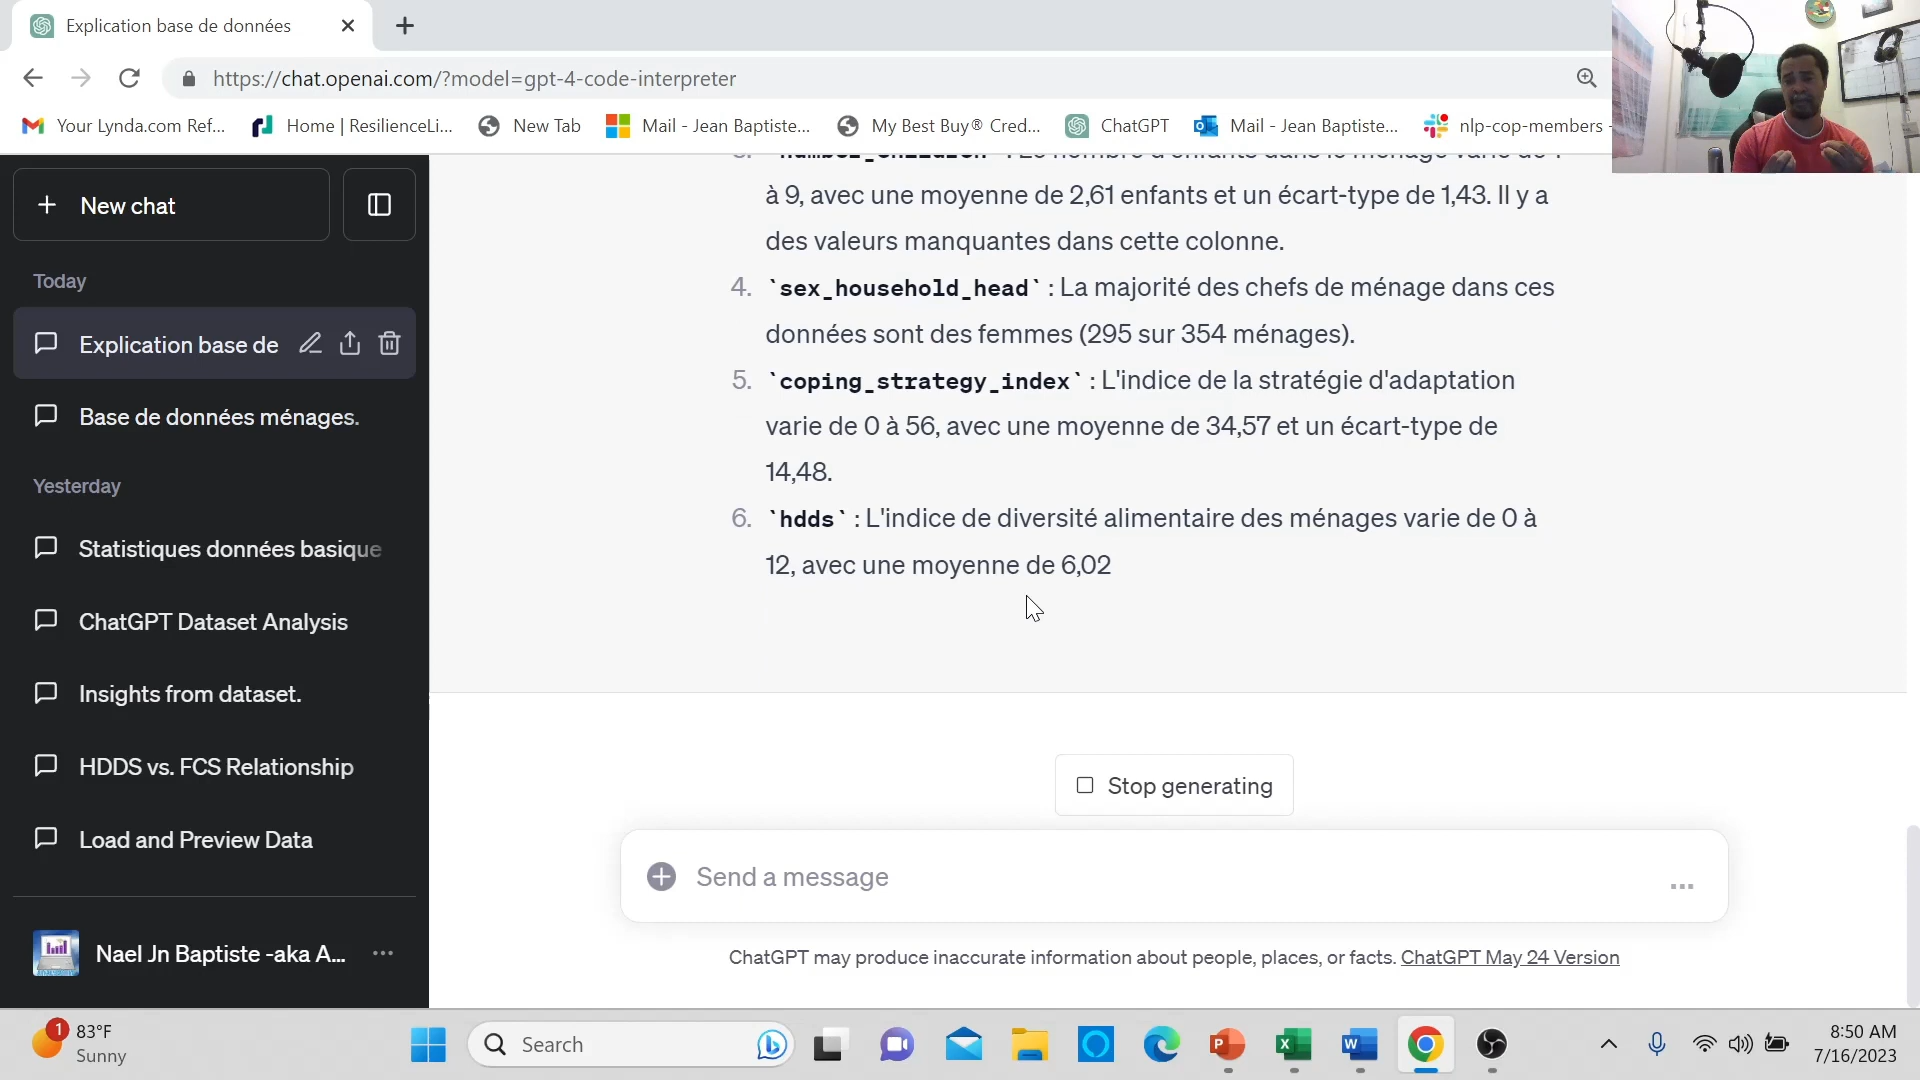 Explication base de données
https://chat.openai.com/?model=gpt-4-code-interpreter
Your Lynda.com Ref...
Home | ResilienceLi...
New Tab
Mail - Jean Baptiste...
My Best Buy® Cred...
ChatGPT
Mail - Jean Baptiste...
nlp-cop-members -
New chat
Today
Explication base de
Base de données ménages.
Yesterday
Statistiques données basique
ChatGPT Dataset Analysis
Insights from dataset.
HDDS vs. FCS Relationship
Load and Preview Data
Nael Jn Baptiste -aka A...
à 9, avec une moyenne de 2,61 enfants et un écart-type de 1,43. Il y a
des valeurs manquantes dans cette colonne.
4. `sex_household_head` : La majorité des chefs de ménage dans ces
données sont des femmes (295 sur 354 ménages).
5. `coping_strategy_index` : L'indice de la stratégie d'adaptation
varie de 0 à 56, avec une moyenne de 34,57 et un écart-type de
14,48.
6. `hdds` : L'indice de diversité alimentaire des ménages varie de 0 à
12, avec une moyenne de 6,02
Stop generating
Send a message
ChatGPT may produce inaccurate information about people, places, or facts. ChatGPT May 24 Version
1
83°F
Sunny
Search
8:50 AM
7/16/2023